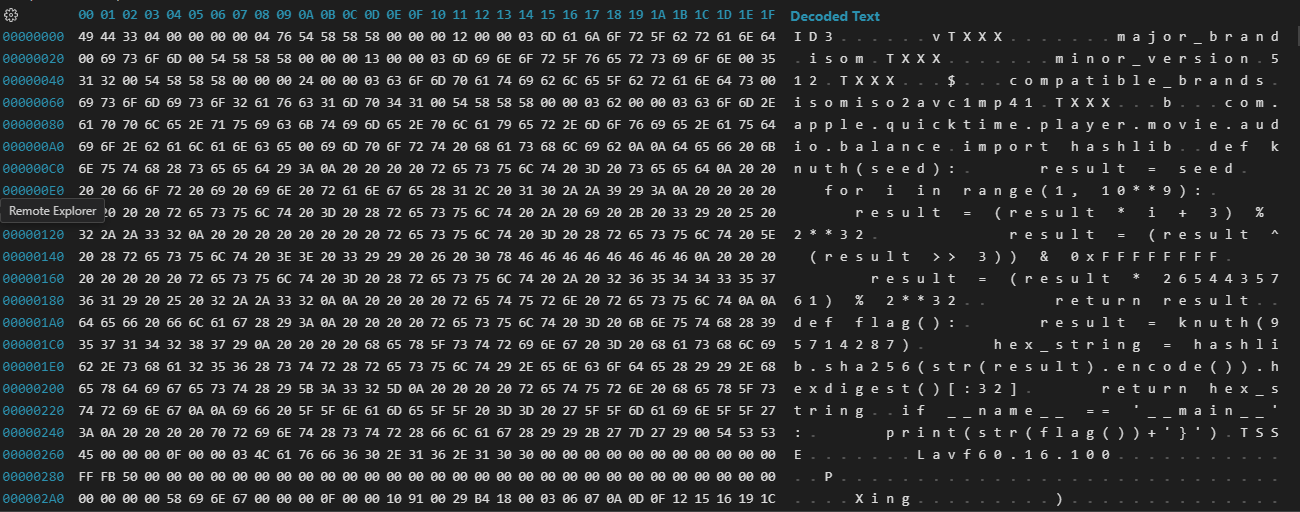 00 01 02 03 04 05 06 07 08 09 0A 0B 0C 0D 0E 0F 10 11 12 13 14 15 16 17 18 19 1A 1B 1C 1D 1E 1F Decoded Text
00000000 49 44 33 04 00 00 00 00 04 76 54 58 58 58 00 00 00 12 00 00 03 6D 61 6A 6F 72 5F 62 72 61 6E 64 ID3......vTXXX.......major_brand
00000020 00 69 73 6F 6D 00 54 58 58 58 00 00 00 13 00 00 03 6D 69 6E 6F 72 5F 76 65 72 73 69 6F 6E 00 35 .isom.TXXX.......minor_version.5
00000040 31 32 00 54 58 58 58 00 00 00 24 00 00 03 63 6F 6D 70 61 74 69 62 6C 65 5F 62 72 61 6E 64 73 00 12.TXXX...$...compatible_brands.
00000060 69 73 6F 6D 69 73 6F 32 61 76 63 31 6D 70 34 31 00 54 58 58 58 00 00 03 62 00 00 03 63 6F 6D 2E isomiso2avc1mp41.TXXX...b...com.
00000080 61 70 70 6C 65 2E 71 75 69 63 6B 74 69 6D 65 2E 70 6C 61 79 65 72 2E 6D 6F 76 69 65 2E 61 75 64 apple.quicktime.player.movie.aud
000000A0 69 6F 2E 62 61 6C 61 6E 63 65 00 69 6D 70 6F 72 74 20 68 61 73 68 6C 69 62 0A 0A 64 65 66 20 6B io.balance.import hashlib..def k
000000C0 6E 75 74 68 28 73 65 65 64 29 3A 0A 20 20 20 20 72 65 73 75 6C 74 20 3D 20 73 65 65 64 0A 20 20 nuth(seed):.    result = seed.
000000E0 20 20 66 6F 72 20 69 20 69 6E 20 72 61 6E 67 65 28 31 2C 20 31 30 2A 2A 39 29 3A 0A 20 20 20 20   for i in range(1, 10**9):.
Remote Explorer 20 20 20 72 65 73 75 6C 74 20 3D 20 28 72 65 73 75 6C 74 20 2A 20 69 20 2B 20 33 29 20 25 20     result = (result * i + 3) %
00000120 32 2A 2A 33 32 0A 20 20 20 20 20 20 20 20 72 65 73 75 6C 74 20 3D 20 28 72 65 73 75 6C 74 20 5E 2**32.        result = (result ^
00000140 20 28 72 65 73 75 6C 74 20 3E 3E 20 33 29 29 20 26 20 30 78 46 46 46 46 46 46 46 46 0A 20 20 20  (result >> 3)) & 0xFFFFFFFF.
00000160 20 20 20 20 20 72 65 73 75 6C 74 20 3D 20 28 72 65 73 75 6C 74 20 2A 20 32 36 35 34 34 33 35 37      result = (result * 26544357
00000180 36 31 29 20 25 20 32 2A 2A 33 32 0A 0A 20 20 20 20 72 65 74 75 72 6E 20 72 65 73 75 6C 74 0A 0A 61) % 2**32..    return result..
000001A0 64 65 66 20 66 6C 61 67 28 29 3A 0A 20 20 20 20 72 65 73 75 6C 74 20 3D 20 6B 6E 75 74 68 28 39 def flag():.    result = knuth(9
000001C0 35 37 31 34 32 38 37 29 0A 20 20 20 20 68 65 78 5F 73 74 72 69 6E 67 20 3D 20 68 61 73 68 6C 69 5714287).    hex_string = hashli
000001E0 62 2E 73 68 61 32 35 36 28 73 74 72 28 72 65 73 75 6C 74 29 2E 65 6E 63 6F 64 65 28 29 29 2E 68 b.sha256(str(result).encode()).h
00000200 65 78 64 69 67 65 73 74 28 29 5B 3A 33 32 5D 0A 20 20 20 20 72 65 74 75 72 6E 20 68 65 78 5F 73 exdigest()[:32].    return hex_s
00000220 74 72 69 6E 67 0A 0A 69 66 20 5F 5F 6E 61 6D 65 5F 5F 20 3D 3D 20 27 5F 5F 6D 61 69 6E 5F 5F 27 tring..if __name__ == '__main__'
00000240 3A 0A 20 20 20 20 70 72 69 6E 74 28 73 74 72 28 66 6C 61 67 28 29 29 2B 27 7D 27 29 00 54 53 53 :.    print(str(flag())+'}').TSS
00000260 45 00 00 00 0F 00 00 03 4C 61 76 66 36 30 2E 31 36 2E 31 30 30 00 00 00 00 00 00 00 00 00 00 00 E.......Lavf60.16.100...........
00000280 FF FB 50 00 00 00 00 00 00 00 00 00 00 00 00 00 00 00 00 00 00 00 00 00 00 00 00 00 00 00 00 00 ..P.............................
000002A0 00 00 00 00 58 69 6E 67 00 00 00 0F 00 00 10 91 00 29 B4 18 00 03 06 07 0A 0D 0F 12 15 16 19 1C ....Xing.........)..............